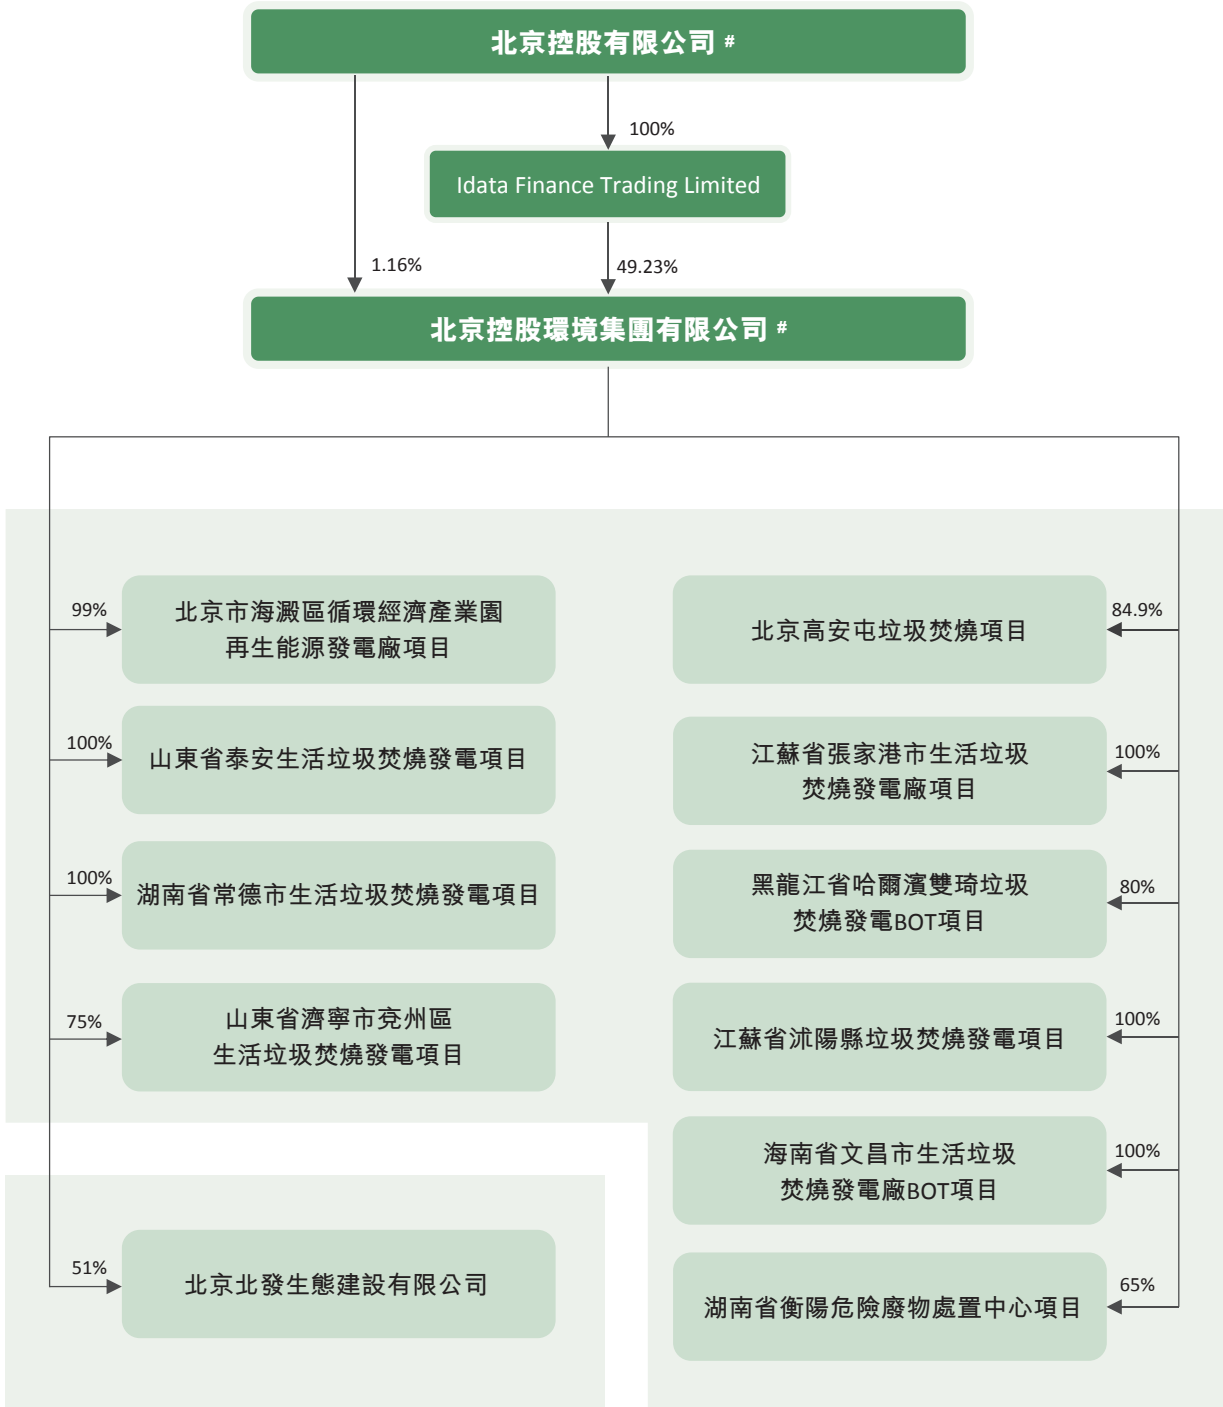 北京控股有限公司 #
100%
Idata Finance Trading Limited
1.16%
49.23%
北京控股環境集團有限公司 #
99%
北京市海澱區循環經濟產業園
再生能源發電廠項目
100%
山東省泰安生活垃圾焚燒發電項目
100%
湖南省常德市生活垃圾焚燒發電項目
75%
山東省濟寧市兗州區
生活垃圾焚燒發電項目
51%
北京北發生態建設有限公司
北京高安屯垃圾焚燒項目
84.9%
江蘇省張家港市生活垃圾
焚燒發電廠項目
100%
黑龍江省哈爾濱雙琦垃圾
焚燒發電BOT項目
80%
江蘇省沭陽縣垃圾焚燒發電項目
100%
海南省文昌市生活垃圾
焚燒發電廠BOT項目
100%
湖南省衡陽危險廢物處置中心項目
65%